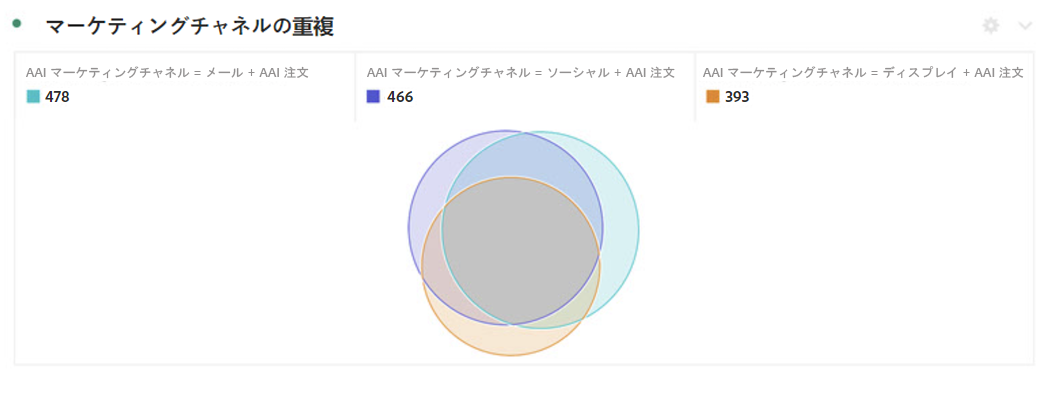 マーケティングチャネルの重複
AAI マーケティングチャネル = メール + AAI 注文
478
AAI マーケティングチャネル = ソーシャル + AAI 注文
466
AAI マーケティングチャネル = ディスプレイ + AAI 注文
393